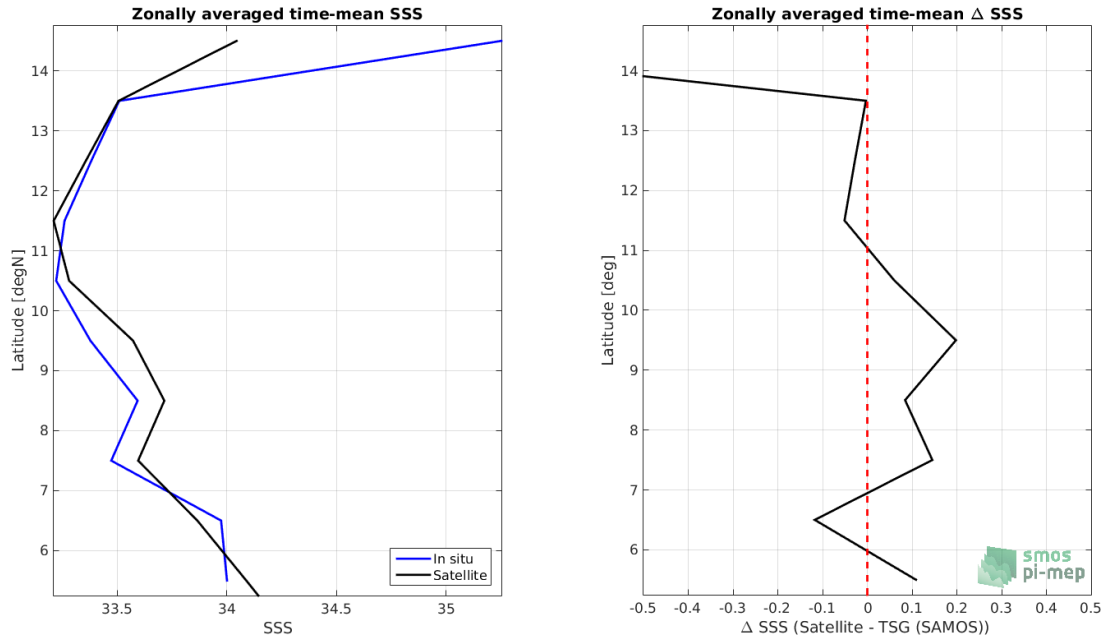 Zonally averaged time-mean SSS
14
13
12
11
10
9
8
7
6
Latitude [degN]
In situ
Satellite
33.5 34 34.5 35
SSS
Zonally averaged time-mean Δ SSS
14
13
12
11
10
9
8
7
6
Latitude [deg]
smos
pi-mep
-0.5 -0.4 -0.3 -0.2 -0.1 0 0.1 0.2 0.3 0.4 0.5
Δ SSS (Satellite - TSG (SAMOS))